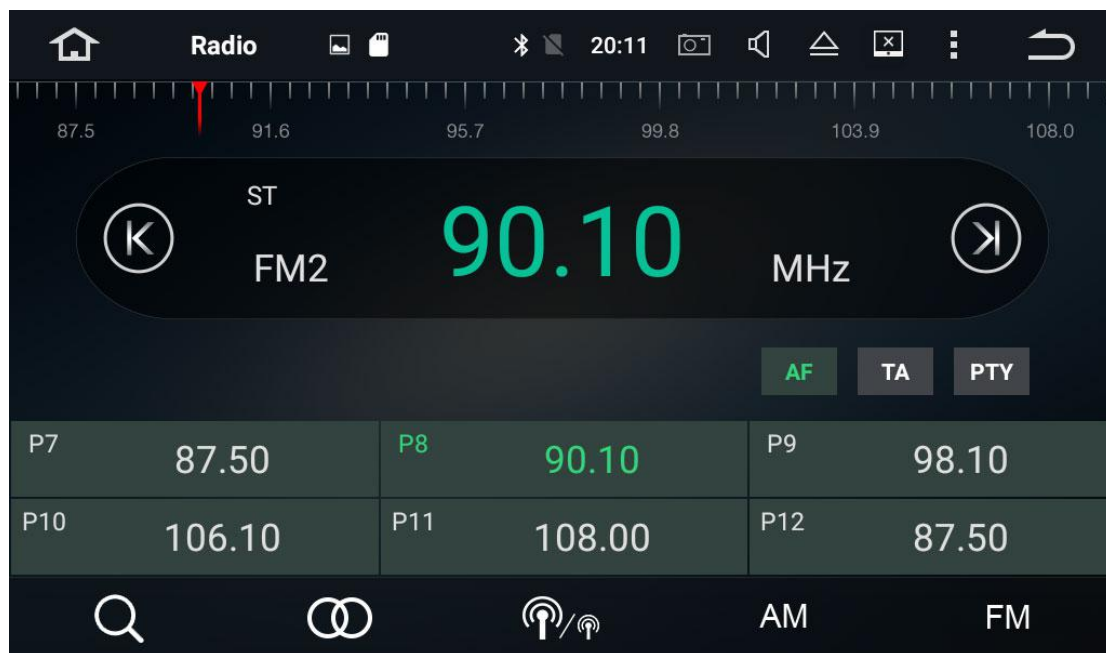 Radio 20:11
87.5 91.6 95.7 99.8 103.9 108.0
ST
FM2 90.10 MHz
AF TA PTY
P7 87.50 P8 90.10 P9 98.10
P10 106.10 P11 108.00 P12 87.50
AM FM